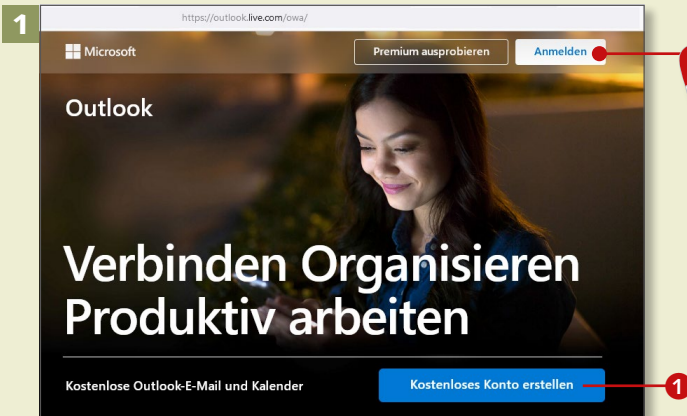 1
https://outlook.live.com/owa/
Microsoft
Premium ausprobieren
Anmelden
Outlook
Verbinden Organisieren
Produktiv arbeiten
Kostenlose Outlook-E-Mail und Kalender
Kostenloses Konto erstellen
1